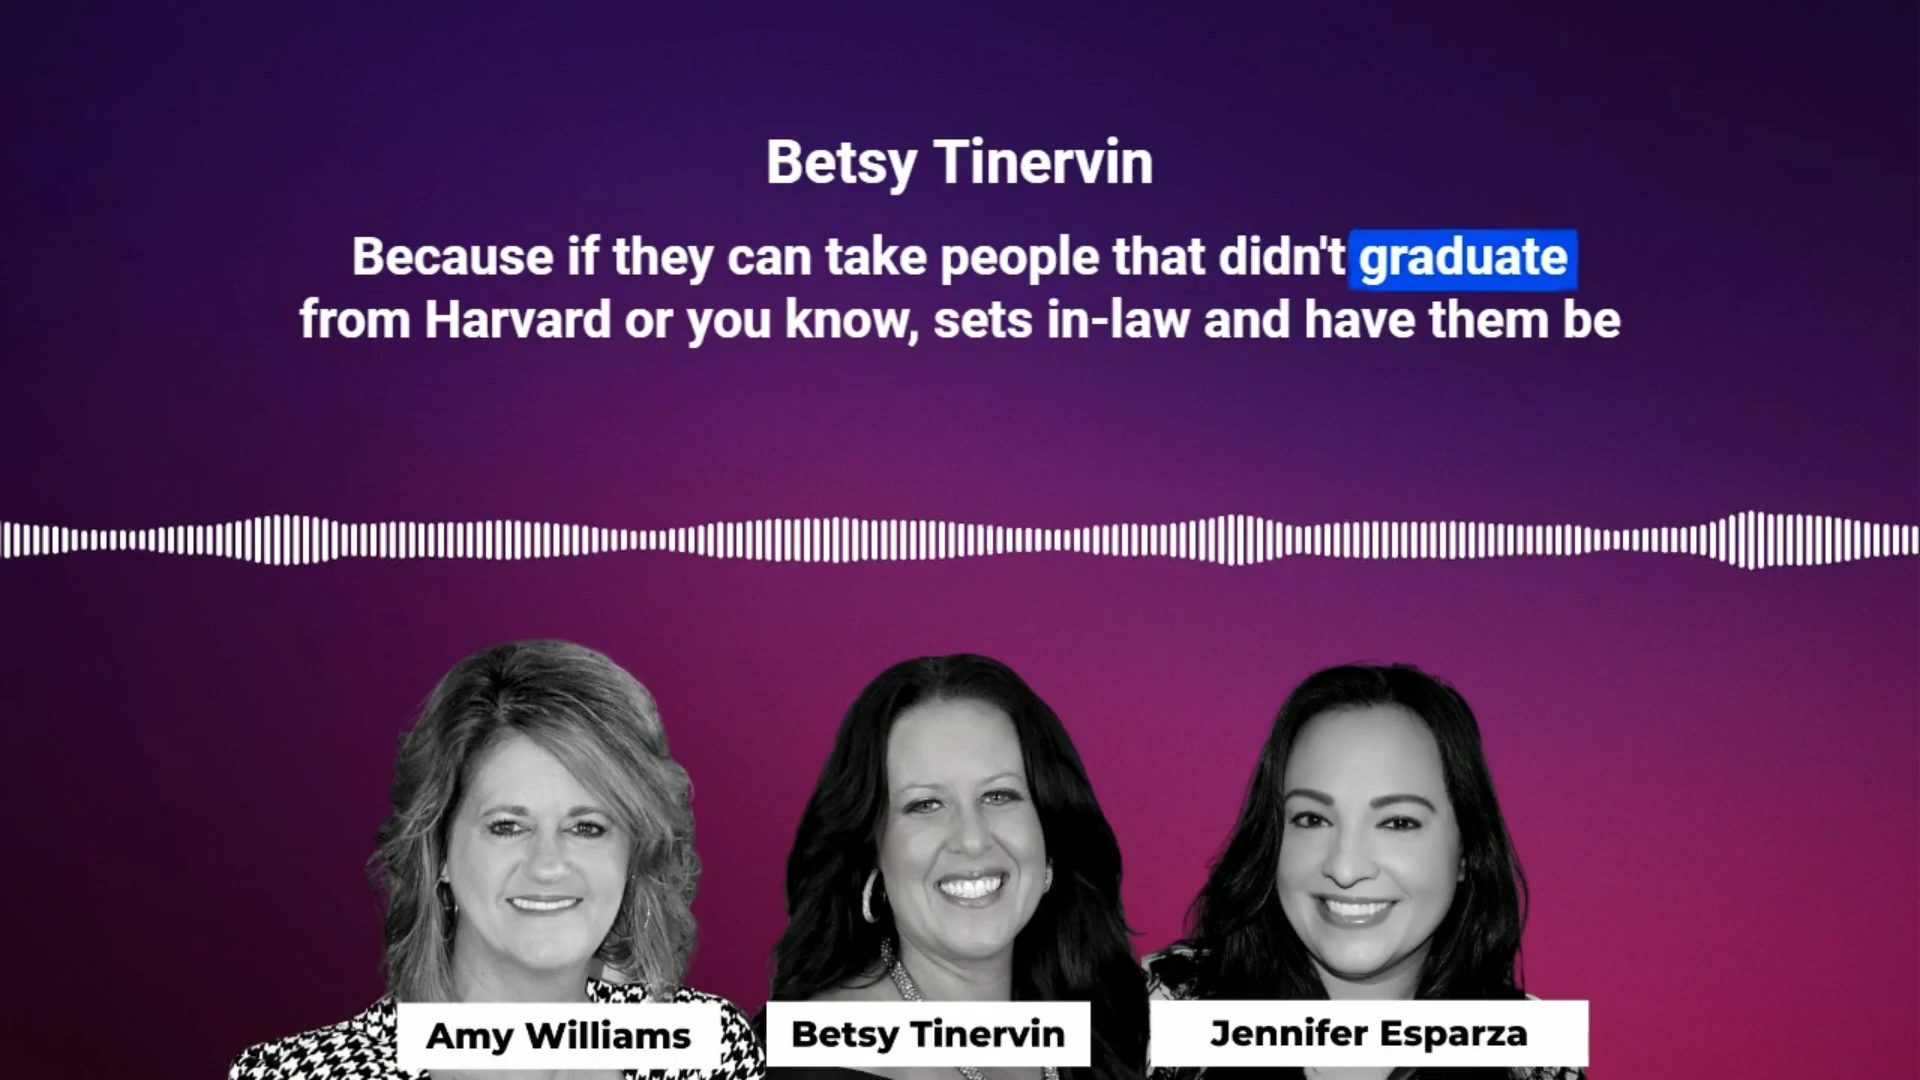 Betsy Tinervin
Because if they can take people that didn't graduate
from Harvard or you know, sets in-law and have them be
Amy Williams
Betsy Tinervin
Jennifer Esparza